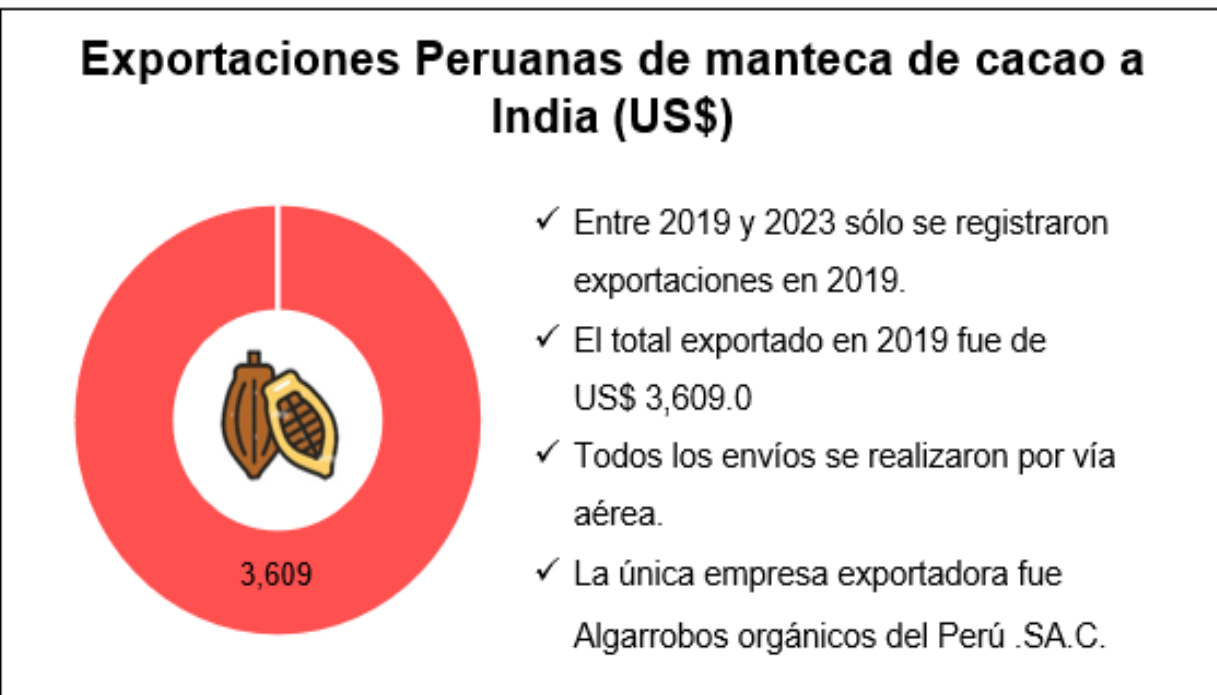 Exportaciones Peruanas de manteca de cacao a
India (US$)
✓ Entre 2019 y 2023 sólo se registraron
exportaciones en 2019.
✓ El total exportado en 2019 fue de
US$ 3,609.0
✓ Todos los envíos se realizaron por vía
aérea.
✓ La única empresa exportadora fue
Algarrobos orgánicos del Perú .SA.C.
3,609